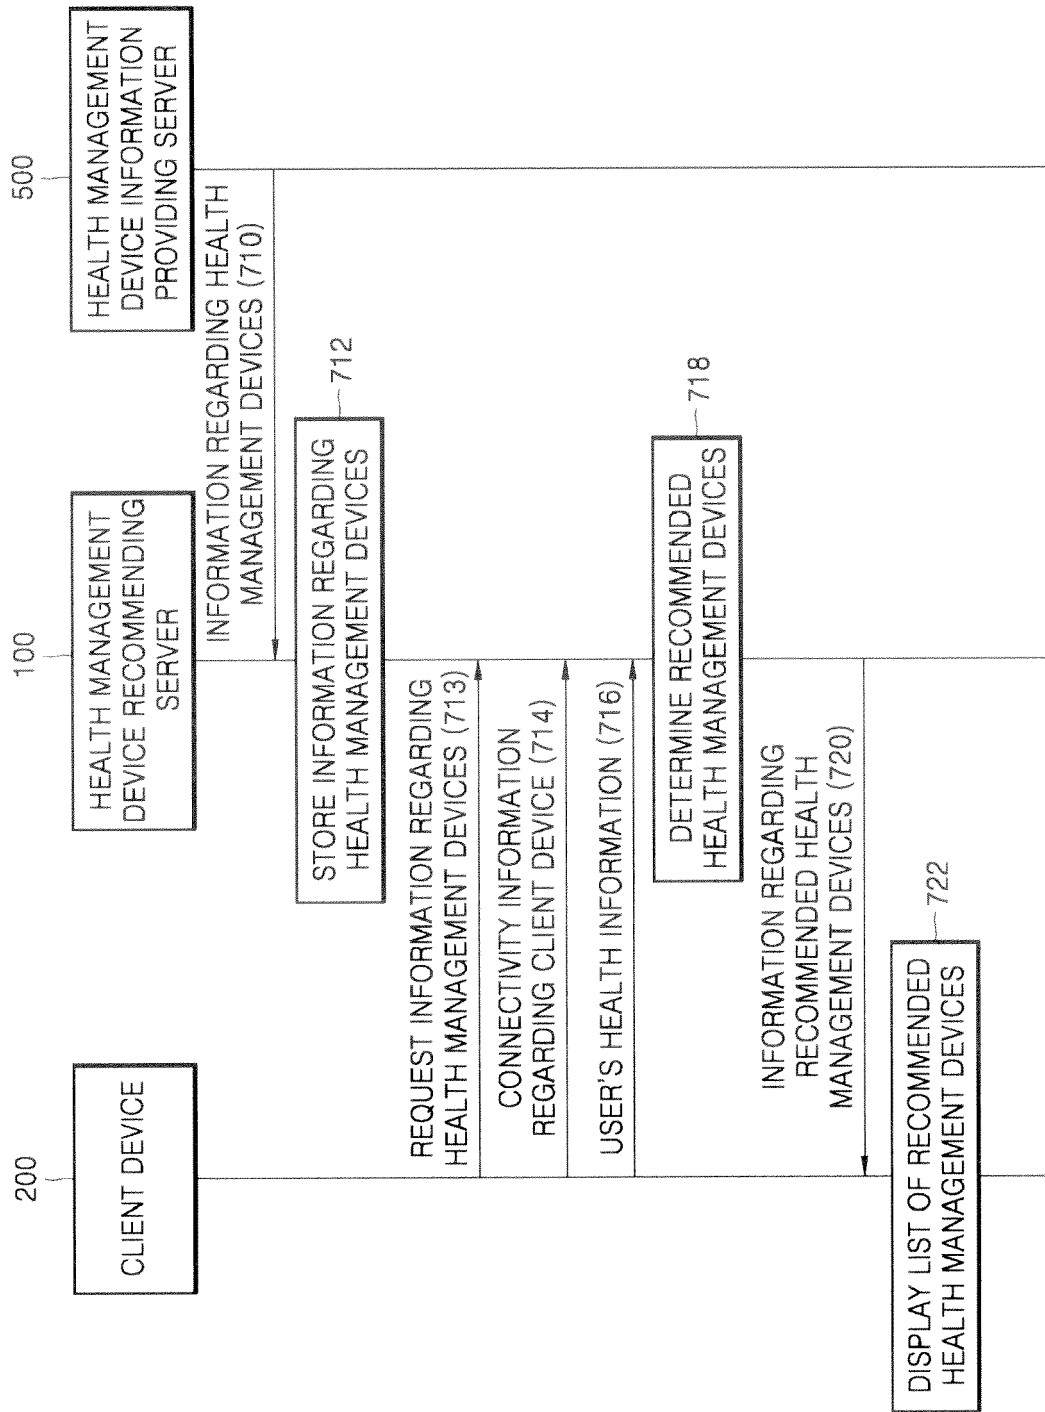 200
CLIENT DEVICE
100
HEALTH MANAGEMENT
DEVICE RECOMMENDING
SERVER
500
HEALTH MANAGEMENT
DEVICE INFORMATION
PROVIDING SERVER
INFORMATION REGARDING HEALTH
MANAGEMENT DEVICES (710)
STORE INFORMATION REGARDING
HEALTH MANAGEMENT DEVICES
712
REQUEST INFORMATION REGARDING
HEALTH MANAGEMENT DEVICES (713)
CONNECTIVITY INFORMATION
REGARDING CLIENT DEVICE (714)
USER'S HEALTH INFORMATION (716)
DETERMINE RECOMMENDED
HEALTH MANAGEMENT DEVICES
718
INFORMATION REGARDING
RECOMMENDED HEALTH
MANAGEMENT DEVICES (720)
DISPLAY LIST OF RECOMMENDED
HEALTH MANAGEMENT DEVICES
722